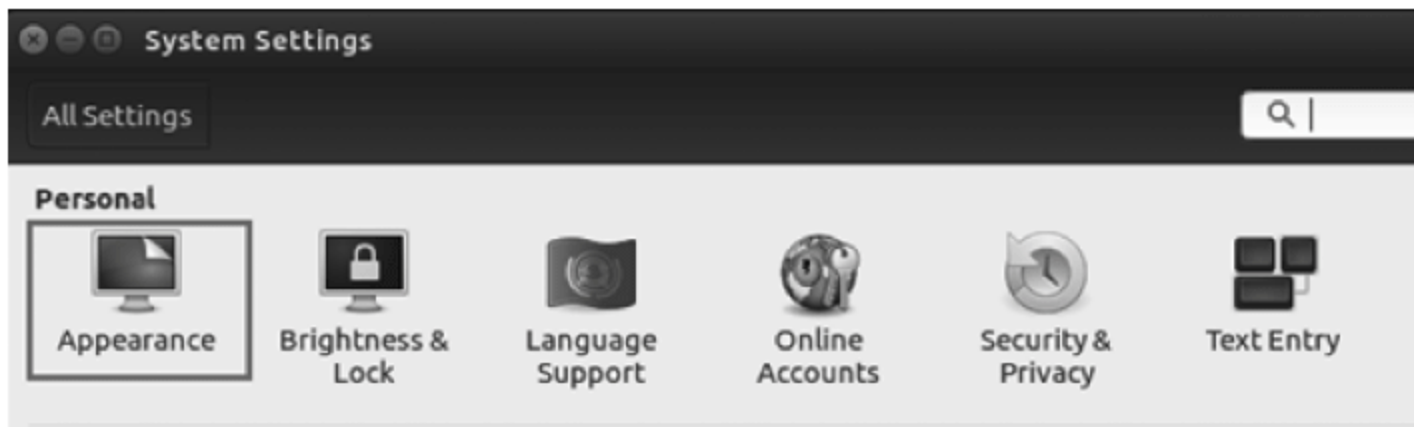 System Settings
All Settings
Personal
Appearance
Brightness &
Lock
Language
Support
Online
Accounts
Security &
Privacy
Text Entry